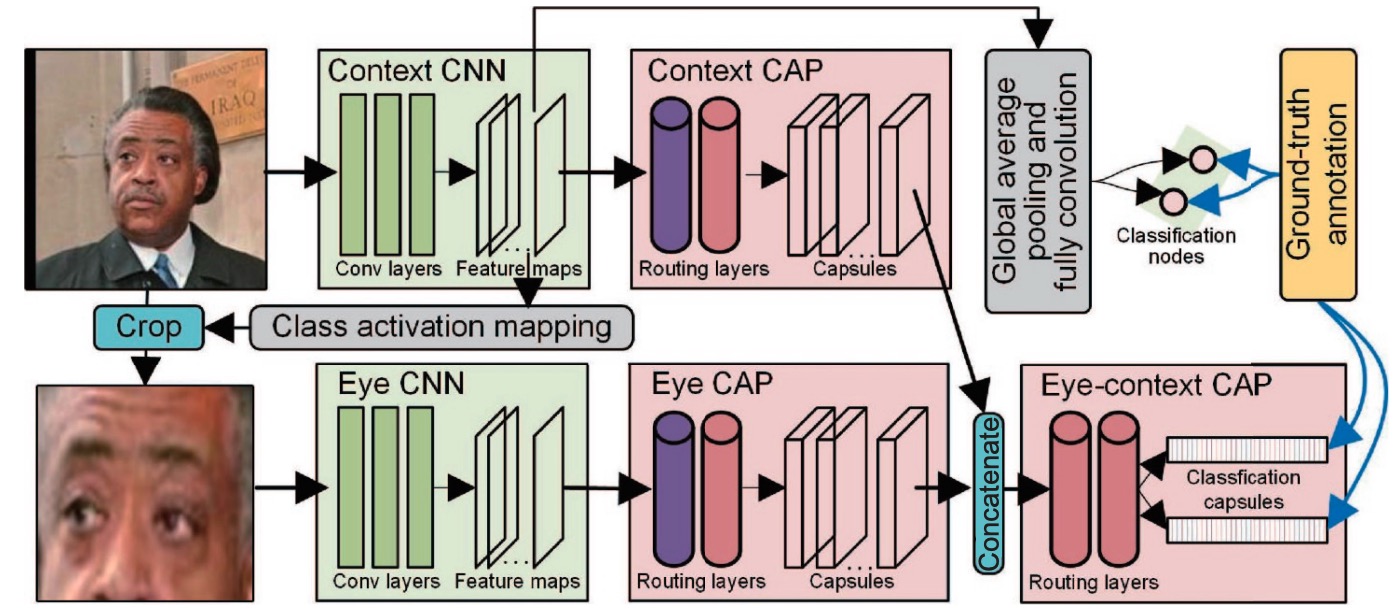 THE PERMANENT DELE
OF
IRAQ
UNITED N
Context CNN
Conv layers
Feature maps
...
Context CAP
Routing layers
Capsules
...
Global average
pooling and
fully convolution
Classification
nodes
Ground-truth
annotation
Crop
Class activation mapping
Eye CNN
Conv layers
Feature maps
...
Eye CAP
Routing layers
Capsules
...
Concatenate
Eye-context CAP
Routing layers
Classfication
capsules